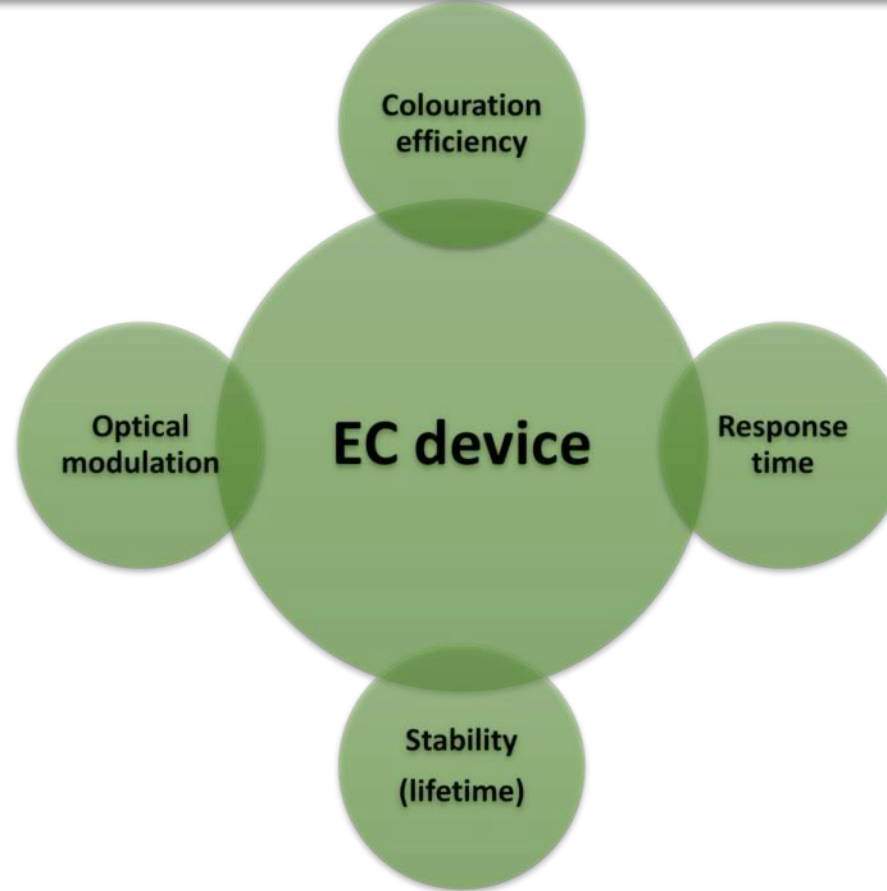 Colouration
efficiency
Optical
modulation
EC device
Response
time
Stability
(lifetime)